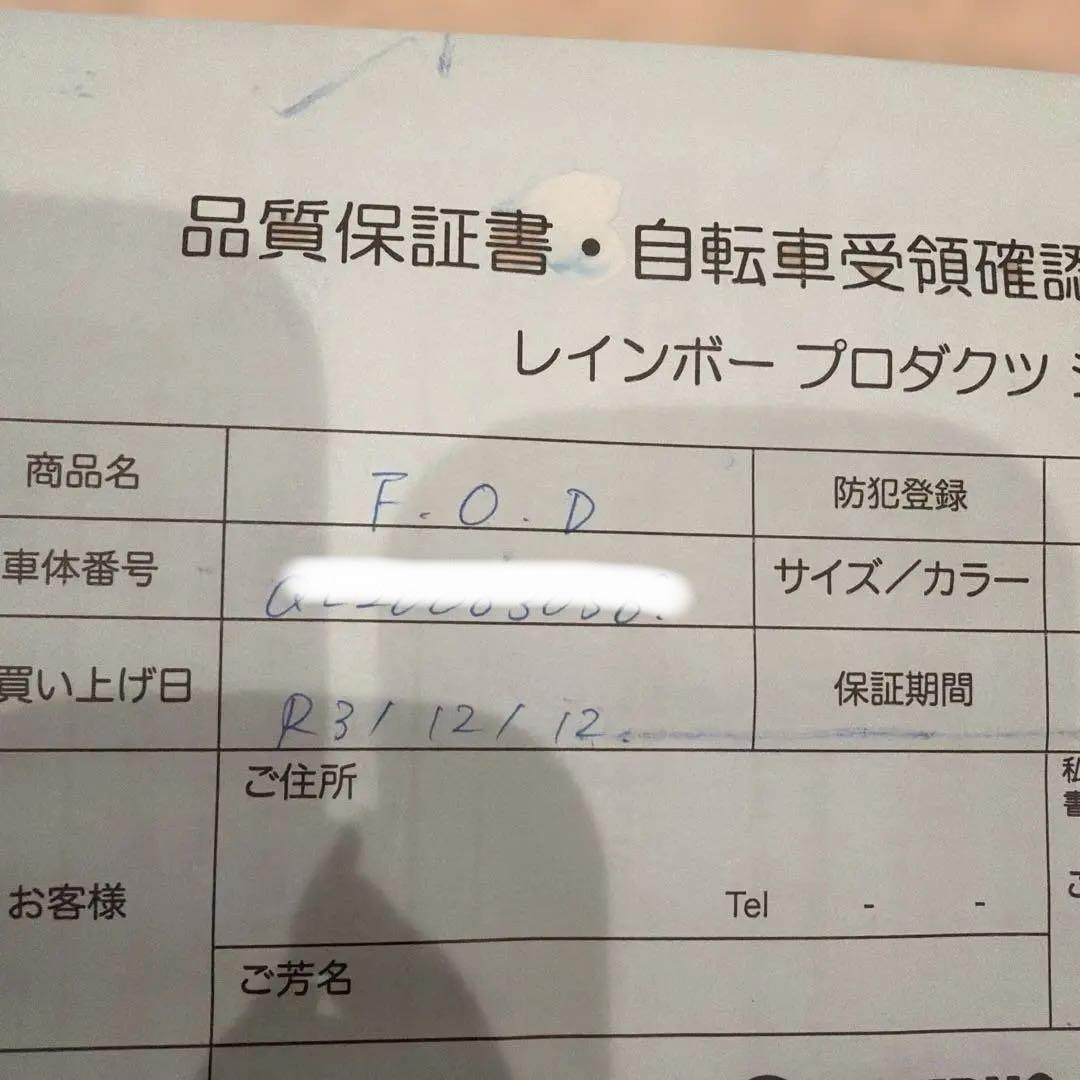 品質保証書・自転車受領確認
レインボー プロダクツ
商品名 F.O.D 防犯登録
車体番号 サイズ／カラー
買い上げ日 R3/12/12. 保証期間
ご住所
お客様 Tel - -
ご芳名